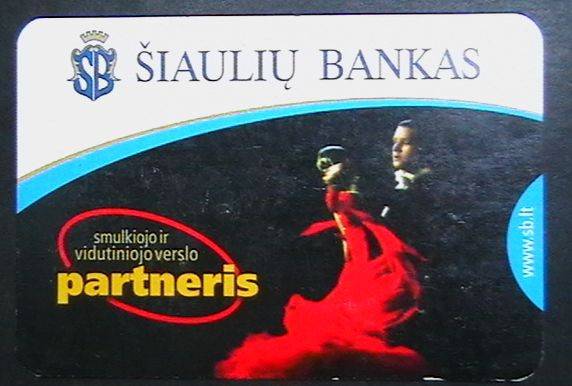 SB
ŠIAULIŲ BANKAS
smulkiojo ir
vidutiniojo verslo
partneris
www.sb.lt